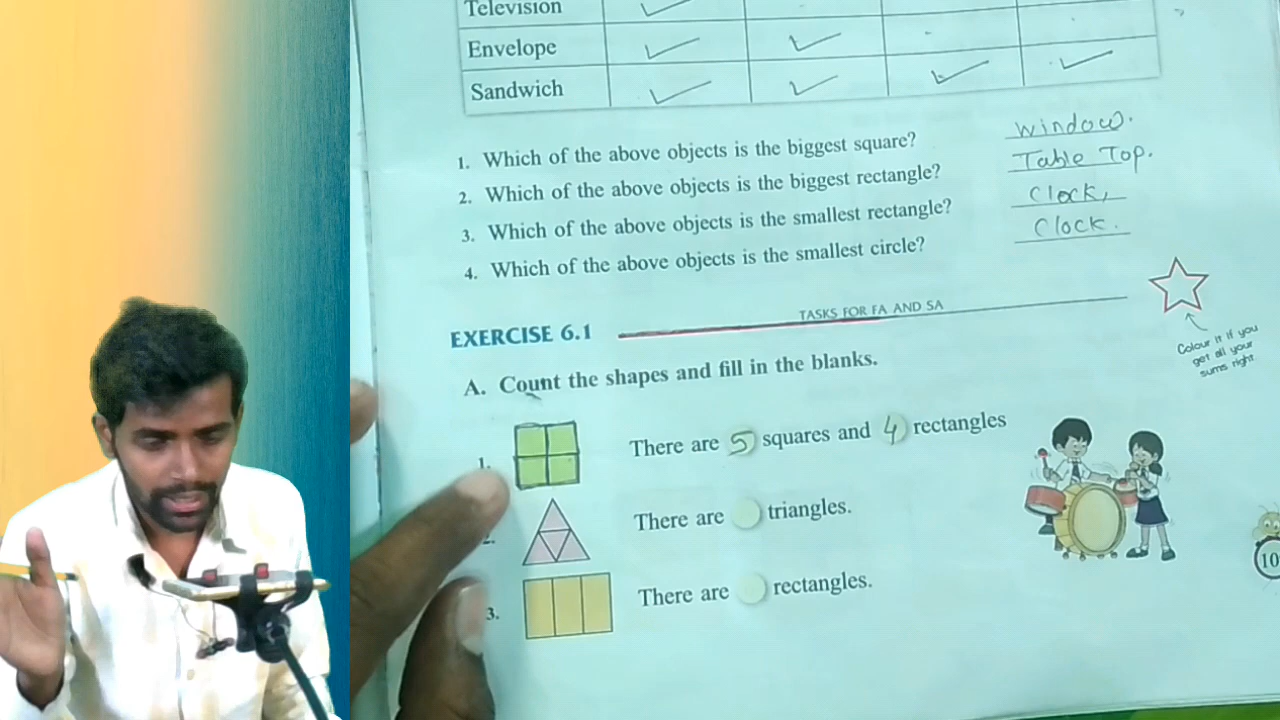 Television
Envelope
Sandwich
1. Which of the above objects is the biggest square? Window.
2. Which of the above objects is the biggest rectangle? Table Top.
3. Which of the above objects is the smallest rectangle? Clock,
4. Which of the above objects is the smallest circle? Clock.
EXERCISE 6.1
TASKS FOR FA AND SA
Colour it if you
get all your
sums right
A. Count the shapes and fill in the blanks.
1. There are 5 squares and 4 rectangles
2. There are triangles.
3. There are rectangles.
10